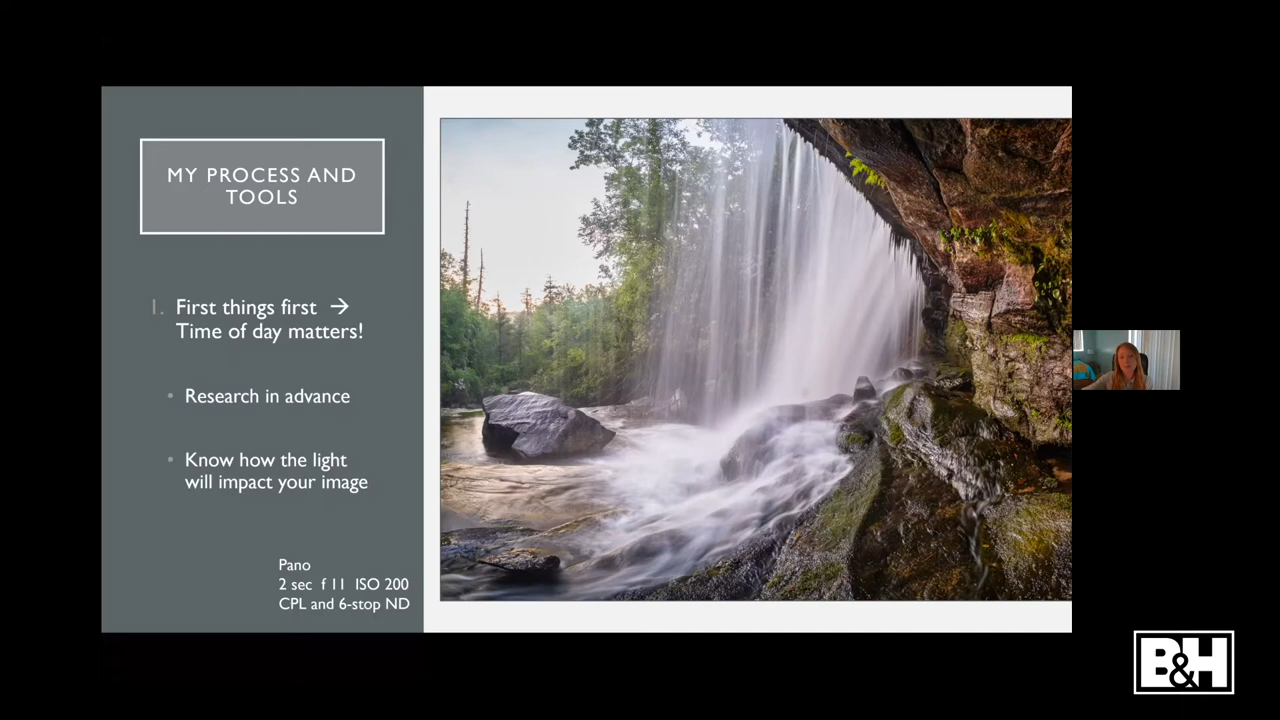 MY PROCESS AND
TOOLS
1. First things first →
Time of day matters!
• Research in advance
• Know how the light
will impact your image
Pano
2 sec f 11 ISO 200
CPL and 6-stop ND
B&H